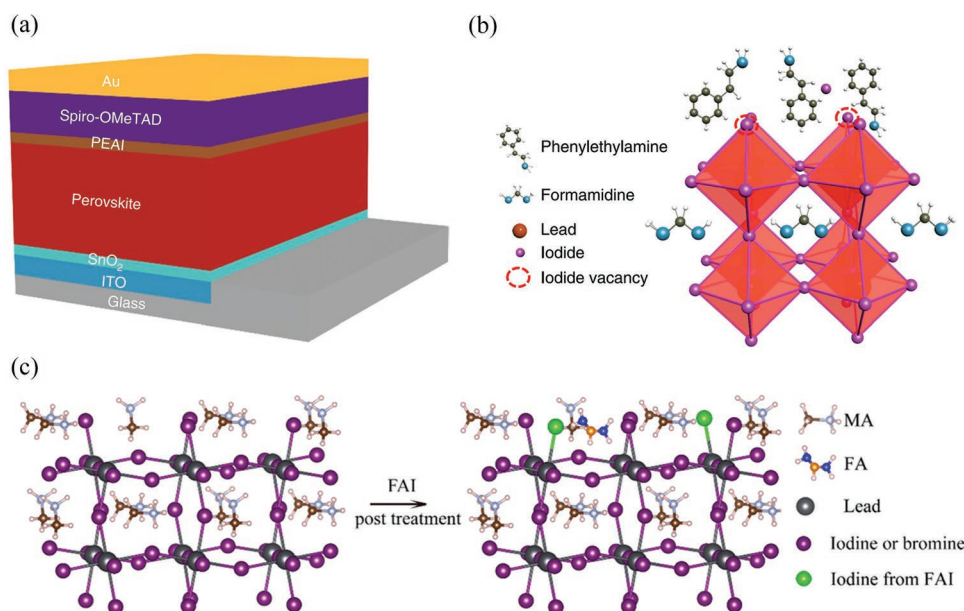 (a)
Au
Spiro-OMeTAD
PEAI
Perovskite
SnO₂
ITO
Glass
(b)
Phenylethylamine
Formamidine
Lead
Iodide
Iodide vacancy
(c)
FAI
post treatment
MA
FA
Lead
Iodine or bromine
Iodine from FAI